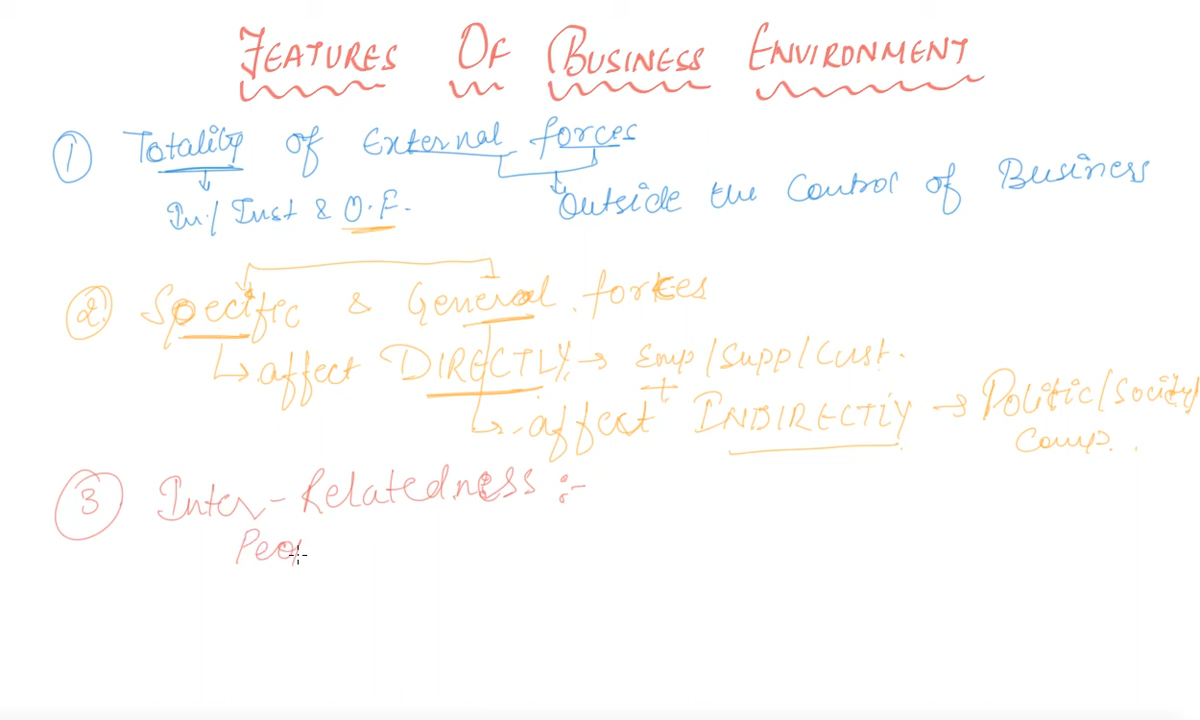 FEATURES OF BUSINESS ENVIRONMENT
① Totality of External forces
In./ Inst & O.F.
Outside the Control of Business
② Specific & General forces
↳ affect DIRECTLY → Emp/Supp/Cust.
+
↳ affect INDIRECTLY → Politic/Society/
Comp.
③ Inter-Relatedness :-
Peo